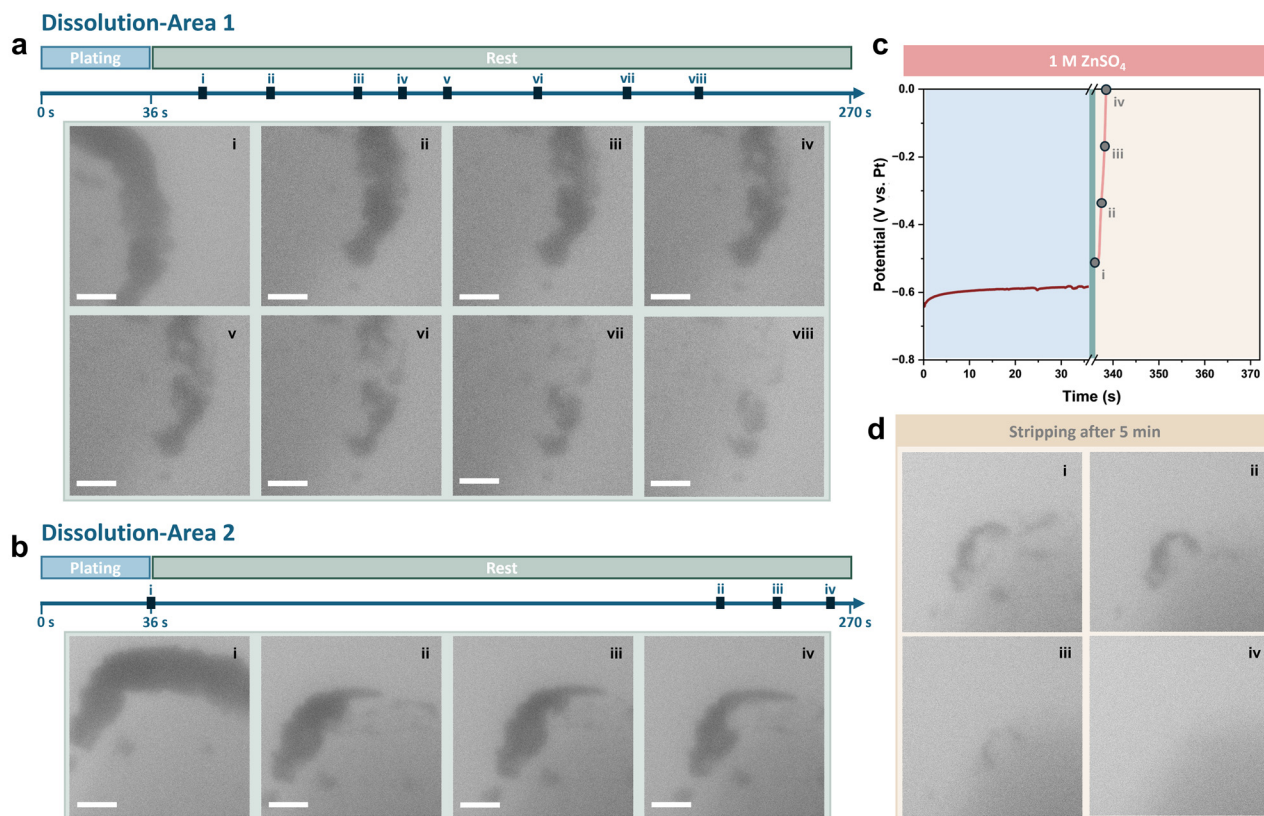 Dissolution-Area 1
a
Plating
Rest
i ii iii iv v vi vii viii
0 s
36 s
270 s
i
ii
iii
iv
v
vi
vii
viii
b
Dissolution-Area 2
Plating
Rest
i ii iii iv
0 s
36 s
270 s
i
ii
iii
iv
c
1 M ZnSO₄
Potential (V vs. Pt)
0.0
−0.2
−0.4
−0.6
−0.8
iv
iii
ii
i
0 10 20 30 340 350 360 370
Time (s)
d
Stripping after 5 min
i
ii
iii
iv